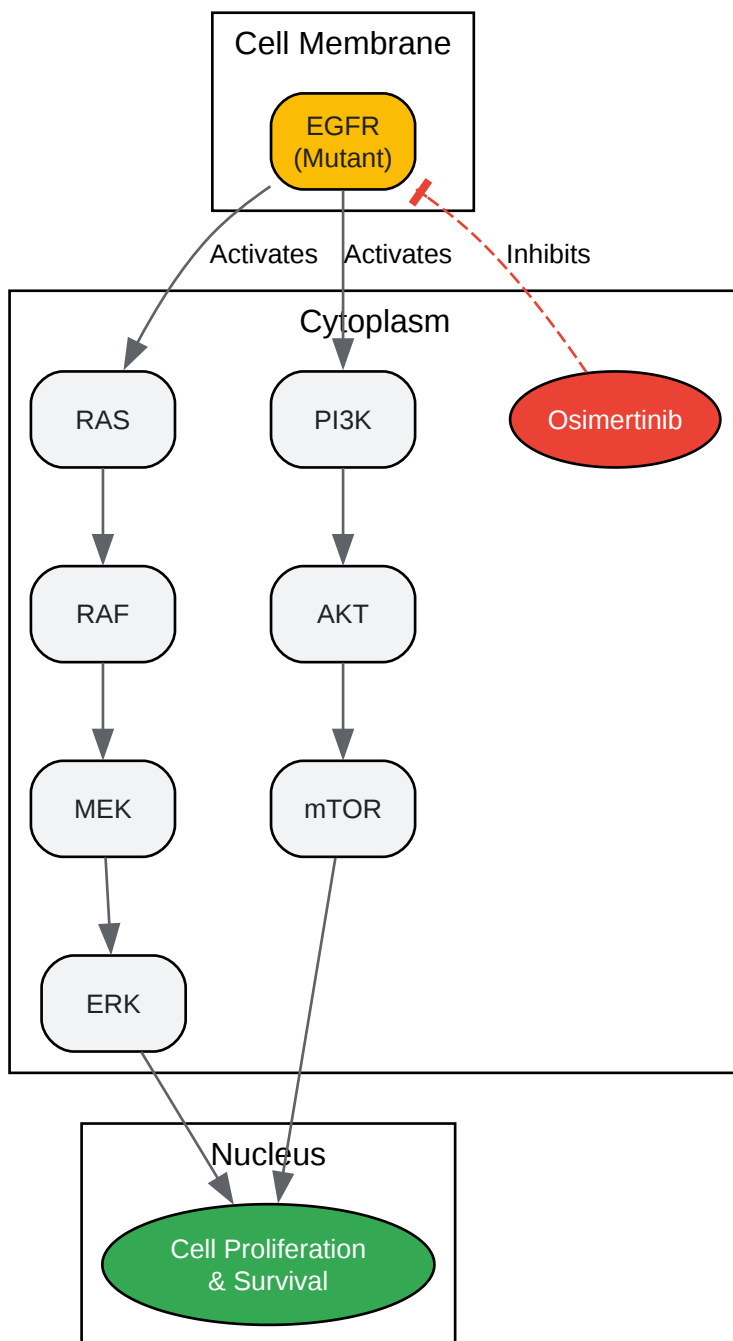 Cell Membrane
EGFR
(Mutant)
Activates
Activates
Inhibits
Cytoplasm
RAS
PI3K
Osimertinib
RAF
AKT
MEK
mTOR
ERK
Nucleus
Cell Proliferation
& Survival